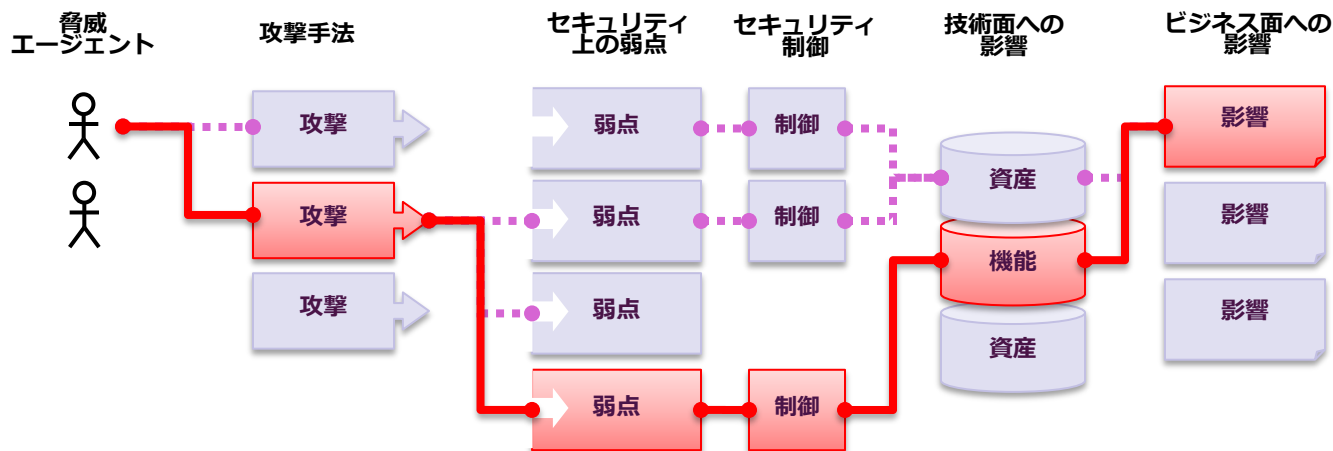 脅威
エージェント
攻撃手法
セキュリティ
上の弱点
セキュリティ
制御
技術面への
影響
ビジネス面への
影響
攻撃
弱点
制御
影響
資産
攻撃
弱点
制御
影響
機能
攻撃
弱点
影響
資産
弱点
制御